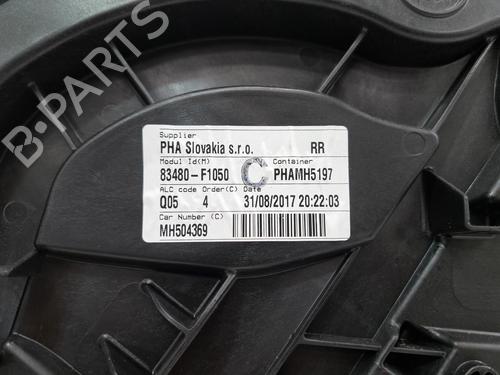 B-PARTS
Supplier
PHA Slovakia s.r.o. RR
Modul Id(M) Container
83480-F1050 C PHAMH5197
ALC code Order(C) Date
Q05 4 31/08/2017 20:22:03
Car Number (C)
MH504369